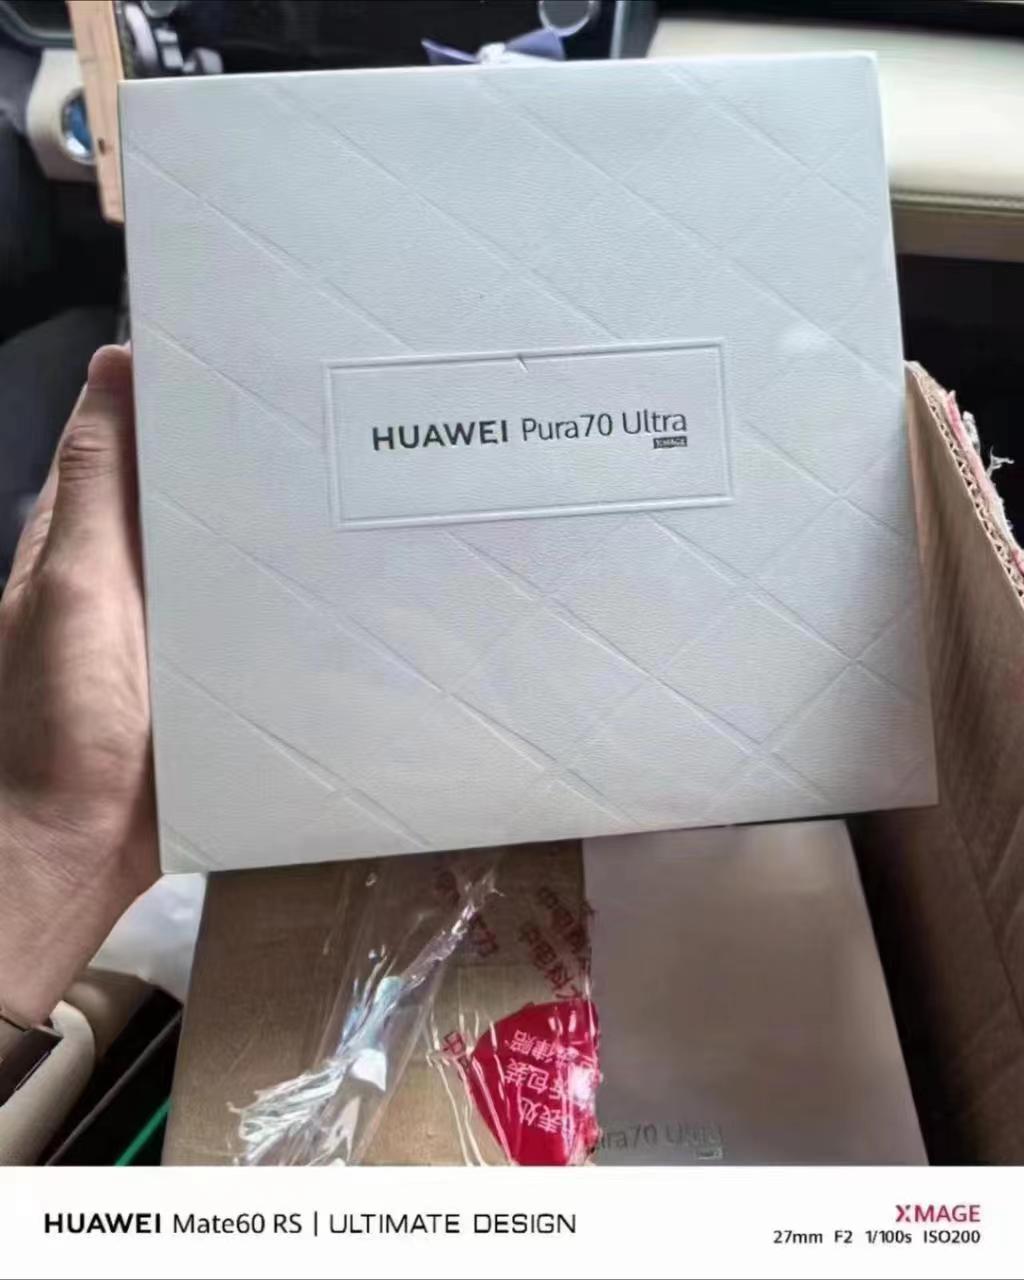 HUAWEI Pura70 Ultra
XMAGE
ura70 Ultra
HUAWEI Mate60 RS | ULTIMATE DESIGN
XMAGE
27mm F2 1/100s ISO200